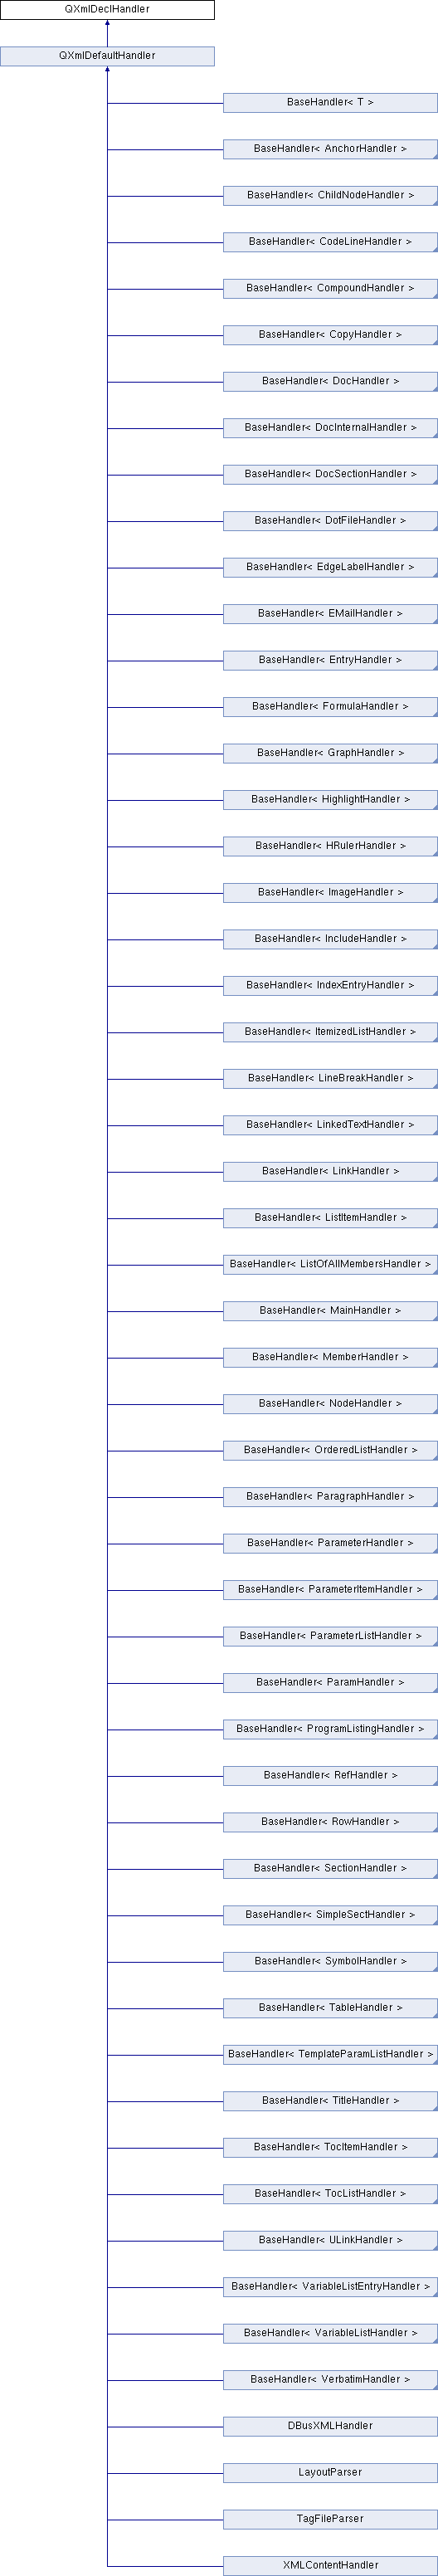 QXmlDeclHandler
QXmlDefaultHandler
BaseHandler< T >
BaseHandler< AnchorHandler >
BaseHandler< ChildNodeHandler >
BaseHandler< CodeLineHandler >
BaseHandler< CompoundHandler >
BaseHandler< CopyHandler >
BaseHandler< DocHandler >
BaseHandler< DocInternalHandler >
BaseHandler< DocSectionHandler >
BaseHandler< DotFileHandler >
BaseHandler< EdgeLabelHandler >
BaseHandler< EMailHandler >
BaseHandler< EntryHandler >
BaseHandler< FormulaHandler >
BaseHandler< GraphHandler >
BaseHandler< HighlightHandler >
BaseHandler< HRulerHandler >
BaseHandler< ImageHandler >
BaseHandler< IncludeHandler >
BaseHandler< IndexEntryHandler >
BaseHandler< ItemizedListHandler >
BaseHandler< LineBreakHandler >
BaseHandler< LinkedTextHandler >
BaseHandler< LinkHandler >
BaseHandler< ListItemHandler >
BaseHandler< ListOfAllMembersHandler >
BaseHandler< MainHandler >
BaseHandler< MemberHandler >
BaseHandler< NodeHandler >
BaseHandler< OrderedListHandler >
BaseHandler< ParagraphHandler >
BaseHandler< ParameterHandler >
BaseHandler< ParameterItemHandler >
BaseHandler< ParameterListHandler >
BaseHandler< ParamHandler >
BaseHandler< ProgramListingHandler >
BaseHandler< RefHandler >
BaseHandler< RowHandler >
BaseHandler< SectionHandler >
BaseHandler< SimpleSectHandler >
BaseHandler< SymbolHandler >
BaseHandler< TableHandler >
BaseHandler< TemplateParamListHandler >
BaseHandler< TitleHandler >
BaseHandler< TocItemHandler >
BaseHandler< TocListHandler >
BaseHandler< ULinkHandler >
BaseHandler< VariableListEntryHandler >
BaseHandler< VariableListHandler >
BaseHandler< VerbatimHandler >
DBusXMLHandler
LayoutParser
TagFileParser
XMLContentHandler